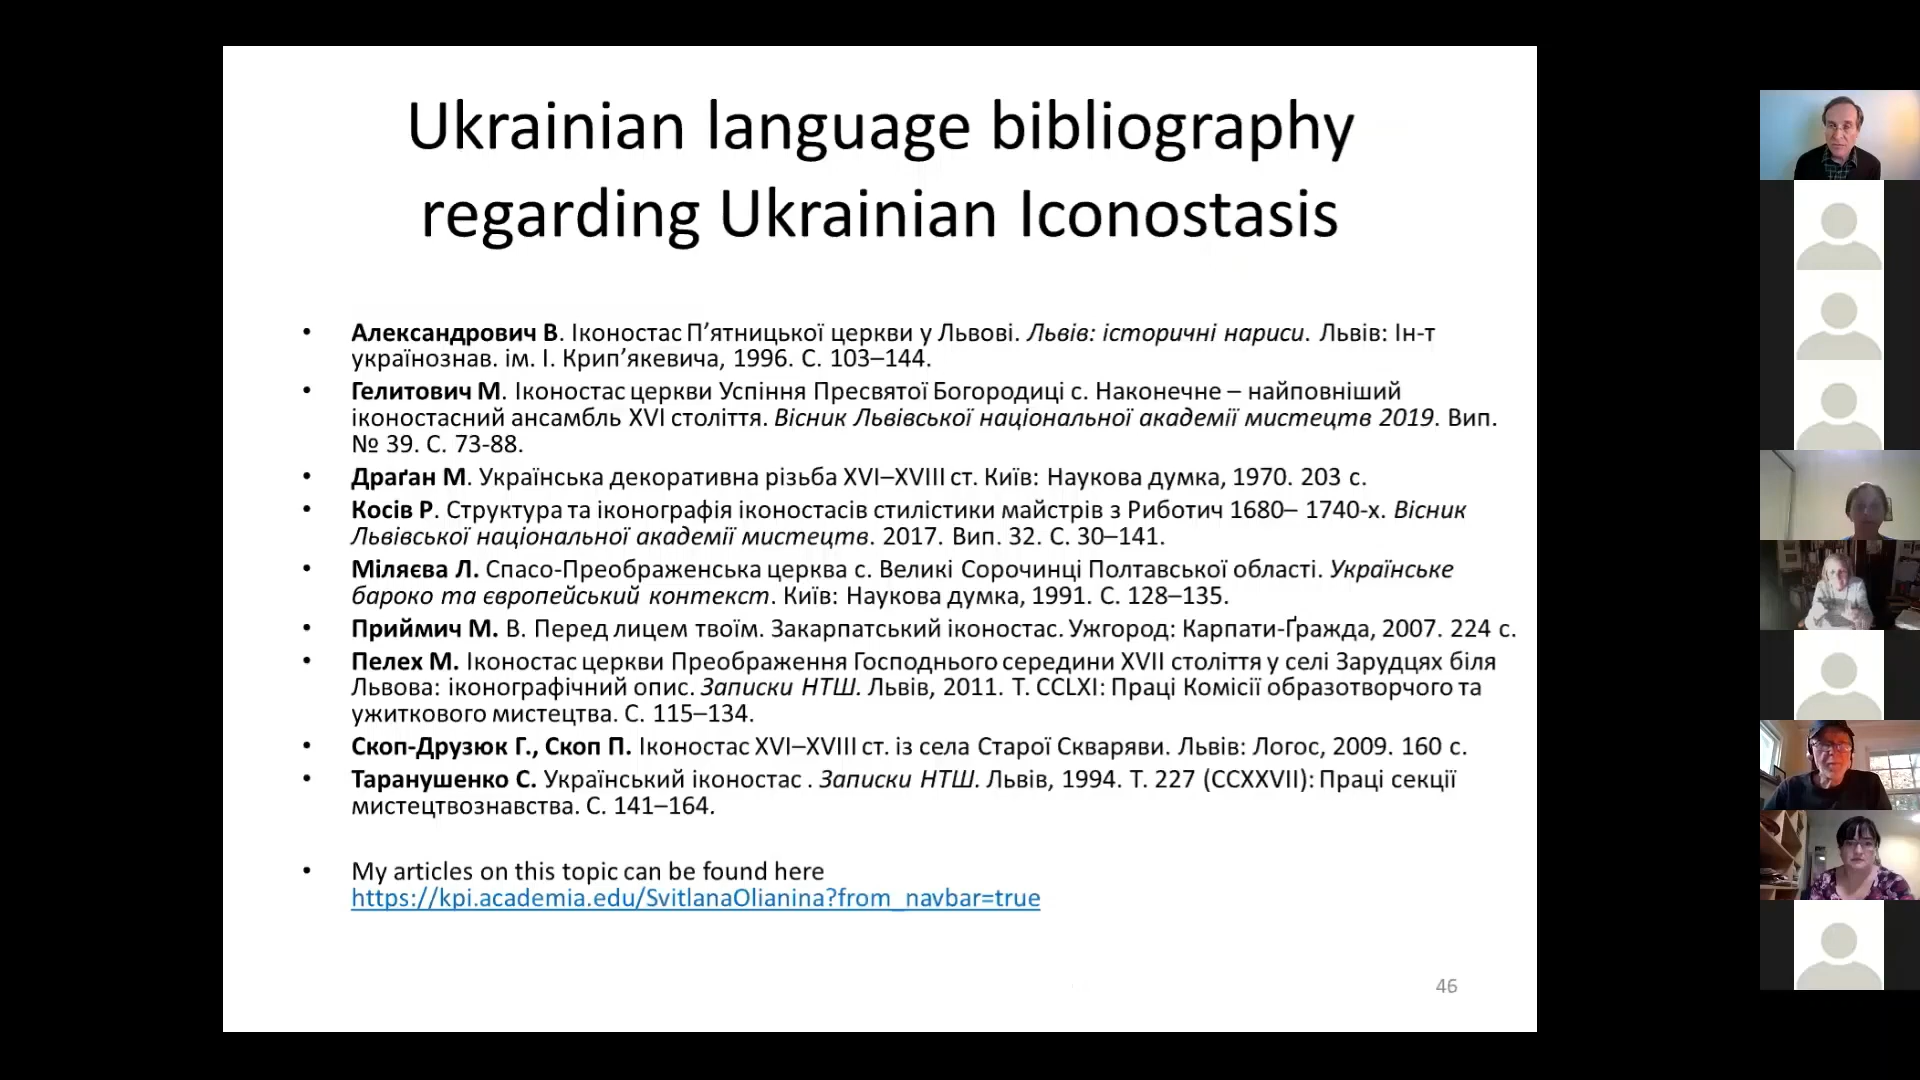 Ukrainian language bibliography
regarding Ukrainian Iconostasis
• Александрович В. Іконостас П’ятницької церкви у Львові. Львів: історичні нариси. Львів: Ін-т
українознав. ім. І. Крип’якевича, 1996. С. 103–144.
• Гелитович М. Іконостас церкви Успіння Пресвятої Богородиці с. Наконечне – найповніший
іконостасний ансамбль XVI століття. Вісник Львівської національної академії мистецтв 2019. Вип.
№ 39. С. 73-88.
• Драґан М. Українська декоративна різьба XVI–XVIII ст. Київ: Наукова думка, 1970. 203 с.
• Косів Р. Структура та іконографія іконостасів стилістики майстрів з Риботич 1680– 1740-х. Вісник
Львівської національної академії мистецтв. 2017. Вип. 32. С. 30–141.
• Міляєва Л. Спасо-Преображенська церква с. Великі Сорочинці Полтавської області. Українське
бароко та європейський контекст. Київ: Наукова думка, 1991. С. 128–135.
• Приймич М. В. Перед лицем твоїм. Закарпатський іконостас. Ужгород: Карпати-Ґражда, 2007. 224 с.
• Пелех М. Іконостас церкви Преображення Господнього середини XVII століття у селі Зарудцях біля
Львова: іконографічний опис. Записки НТШ. Львів, 2011. Т. CCLXI: Праці Комісії образотворчого та
ужиткового мистецтва. С. 115–134.
• Скоп-Друзюк Г., Скоп П. Іконостас XVI–XVIII ст. із села Старої Скваряви. Львів: Логос, 2009. 160 с.
• Таранушенко С. Український іконостас . Записки НТШ. Львів, 1994. Т. 227 (CCXXVII): Праці секції
мистецтвознавства. С. 141–164.
• My articles on this topic can be found here
https://kpi.academia.edu/SvitlanaOlianina?from_navbar=true
46